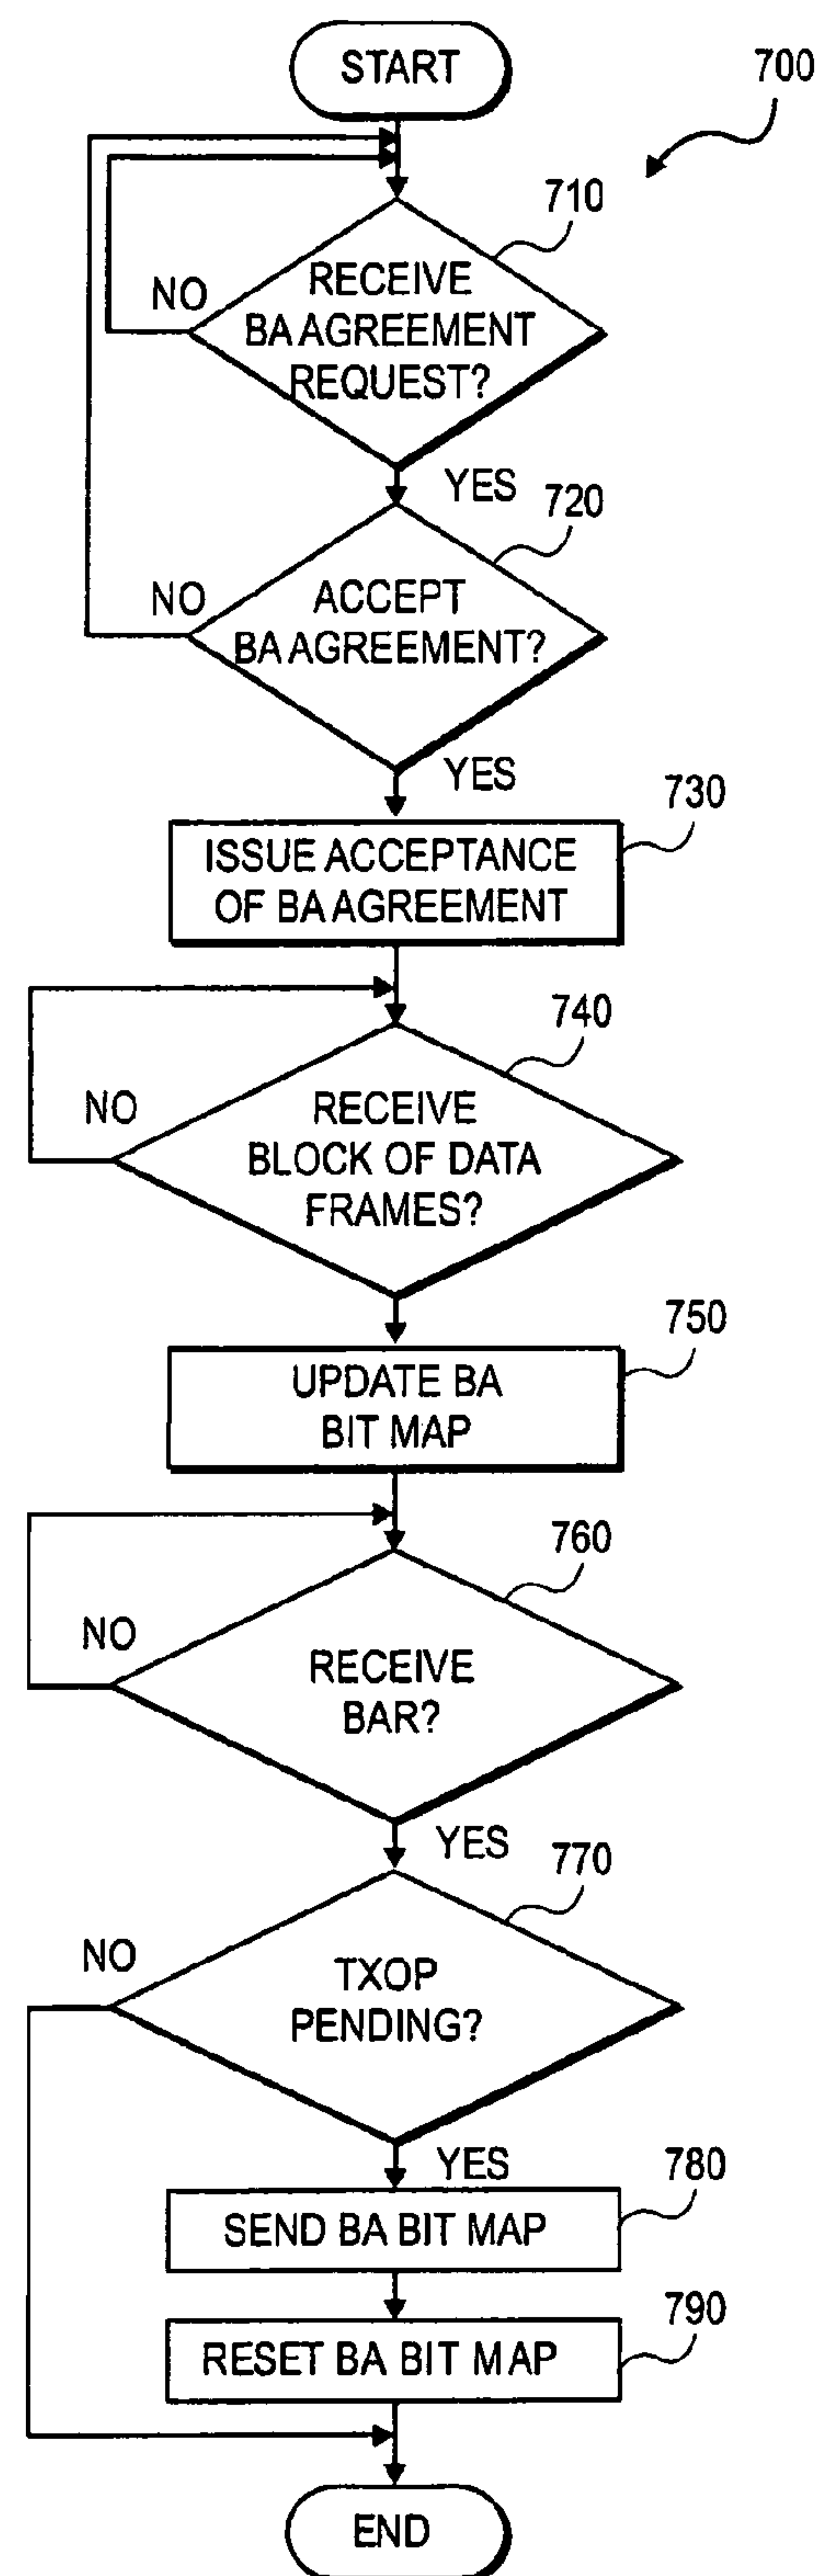 START
700
710
NO
RECEIVE
BA AGREEMENT
REQUEST?
YES
720
NO
ACCEPT
BA AGREEMENT?
YES
730
ISSUE ACCEPTANCE
OF BA AGREEMENT
740
NO
RECEIVE
BLOCK OF DATA
FRAMES?
750
UPDATE BA
BIT MAP
760
NO
RECEIVE
BAR?
YES
770
NO
TXOP
PENDING?
YES
780
SEND BA BIT MAP
790
RESET BA BIT MAP
END